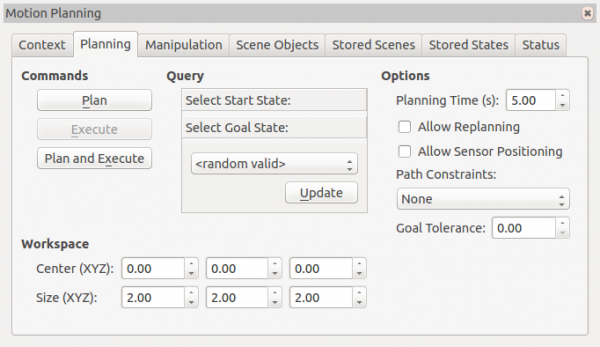 Motion Planning
Context Planning Manipulation Scene Objects Stored Scenes Stored States Status
Commands
Plan
Execute
Plan and Execute
Query
Select Start State:
Select Goal State:
<random valid>
Update
Options
Planning Time (s): 5.00
Allow Replanning
Allow Sensor Positioning
Path Constraints:
None
Goal Tolerance: 0.00
Workspace
Center (XYZ): 0.00 0.00 0.00
Size (XYZ): 2.00 2.00 2.00